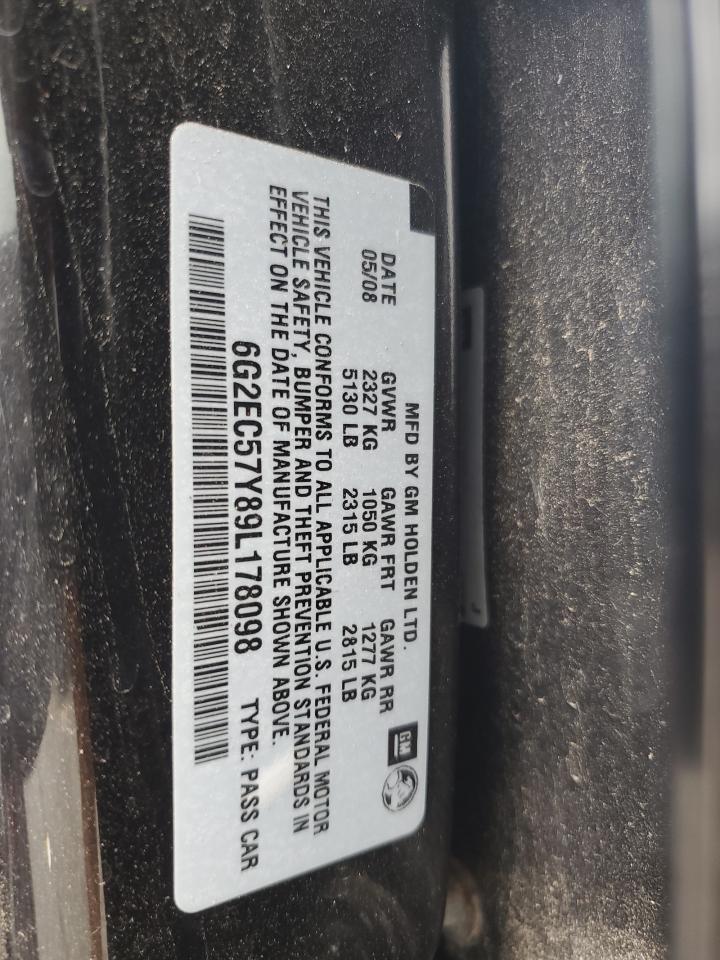 MFD BY GM HOLDEN LTD.
GM
DATE GVWR GAWR FRT GAWR RR
05/08 2327 KG 1050 KG 1277 KG
5130 LB 2315 LB 2815 LB
THIS VEHICLE CONFORMS TO ALL APPLICABLE U.S. FEDERAL MOTOR
VEHICLE SAFETY, BUMPER AND THEFT PREVENTION STANDARDS IN
EFFECT ON THE DATE OF MANUFACTURE SHOWN ABOVE.
6G2EC57Y89L178098 TYPE: PASS CAR